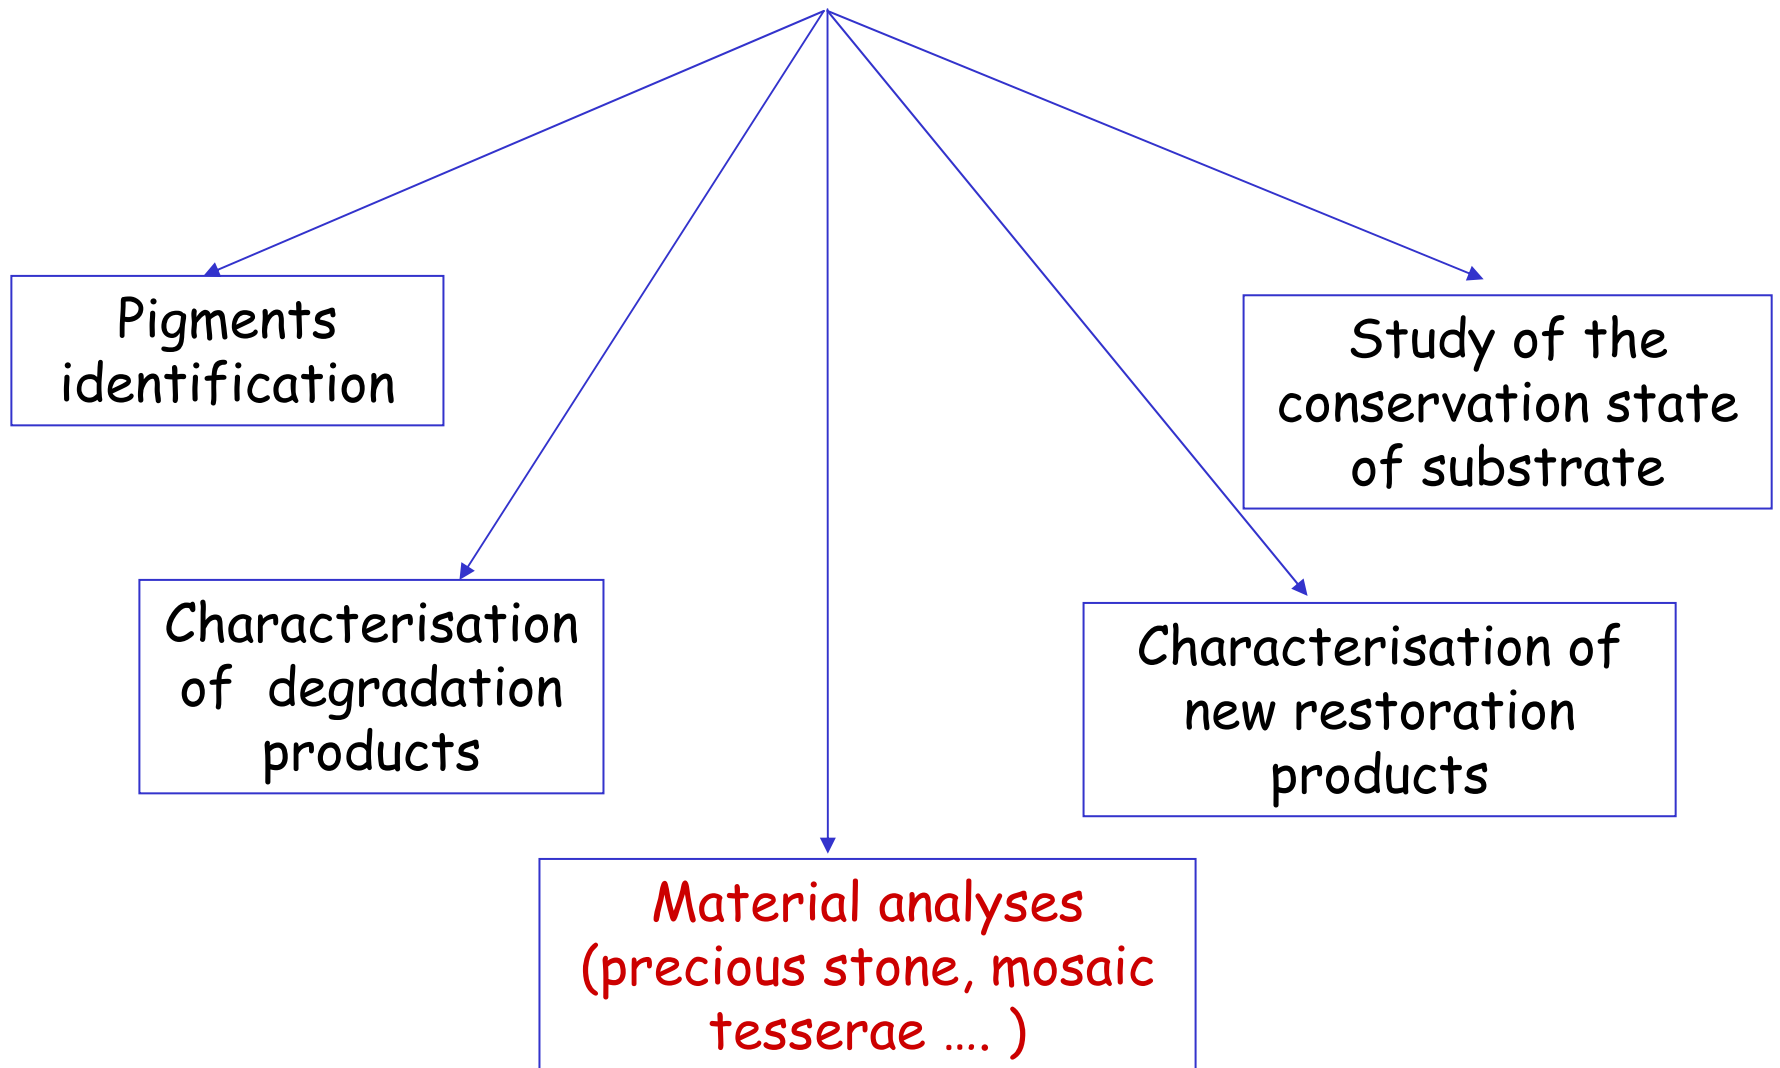 Pigments
identification
Study of the
conservation state
of substrate
Characterisation
of degradation
products
Characterisation of
new restoration
products
Material analyses
(precious stone, mosaic
tesserae .... )